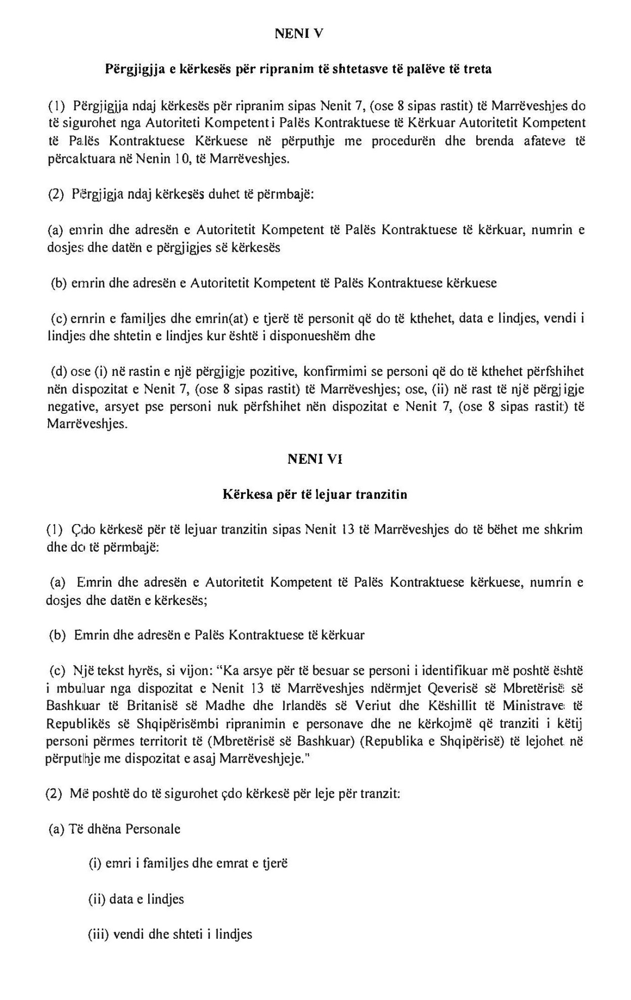 NENI V
Përgjigjja e kërkesës për ripranim të shtetasve të palëve të treta
(1) Përgjigjja ndaj kërkesës për ripranim sipas Nenit 7, (ose 8 sipas rastit) të Marrëveshjes do
të sigurohet nga Autoriteti Kompetent i Palës Kontraktuese të Kërkuar Autoritetit Kompetent
të Palës Kontraktuese Kërkuese në përputhje me procedurën dhe brenda afateve të
përcaktuara në Nenin 10, të Marrëveshjes.
(2) Përgjigja ndaj kërkesës duhet të përmbajë:
(a) emrin dhe adresën e Autoritetit Kompetent të Palës Kontraktuese të kërkuar, numrin e
dosjes dhe datën e përgjigjes së kërkesës
(b) emrin dhe adresën e Autoritetit Kompetent të Palës Kontraktuese kërkuese
(c) emrin e familjes dhe emrin(at) e tjerë të personit që do të kthehet, data e lindjes, vendi i
lindjes dhe shtetin e lindjes kur është i disponueshëm dhe
(d) ose (i) në rastin e një përgjigje pozitive, konfirmimi se personi që do të kthehet përfshihet
nën dispozitat e Nenit 7, (ose 8 sipas rastit) të Marrëveshjes; ose, (ii) në rast të një përgjigje
negative, arsyet pse personi nuk përfshihet nën dispozitat e Nenit 7, (ose 8 sipas rastit) të
Marrëveshjes.
NENI VI
Kërkesa për të lejuar tranzitin
(1) Çdo kërkesë për të lejuar tranzitin sipas Nenit 13 të Marrëveshjes do të bëhet me shkrim
dhe do të përmbajë:
(a) Emrin dhe adresën e Autoritetit Kompetent të Palës Kontraktuese kërkuese, numrin e
dosjes dhe datën e kërkesës;
(b) Emrin dhe adresën e Palës Kontraktuese të kërkuar
(c) Një tekst hyrës, si vijon: “Ka arsye për të besuar se personi i identifikuar më poshtë është
i mbuluar nga dispozitat e Nenit 13 të Marrëveshjes ndërmjet Qeverisë së Mbretërisë së
Bashkuar të Britanisë së Madhe dhe Irlandës së Veriut dhe Këshillit të Ministrave të
Republikës së Shqipërisëmbi ripranimin e personave dhe ne kërkojmë që tranziti i këtij
personi përmes territorit të (Mbretërisë së Bashkuar) (Republika e Shqipërisë) të lejohet në
përputhje me dispozitat e asaj Marrëveshjeje."
(2) Më poshtë do të sigurohet çdo kërkesë për leje për tranzit:
(a) Të dhëna Personale
(i) emri i familjes dhe emrat e tjerë
(ii) data e lindjes
(iii) vendi dhe shteti i lindjes